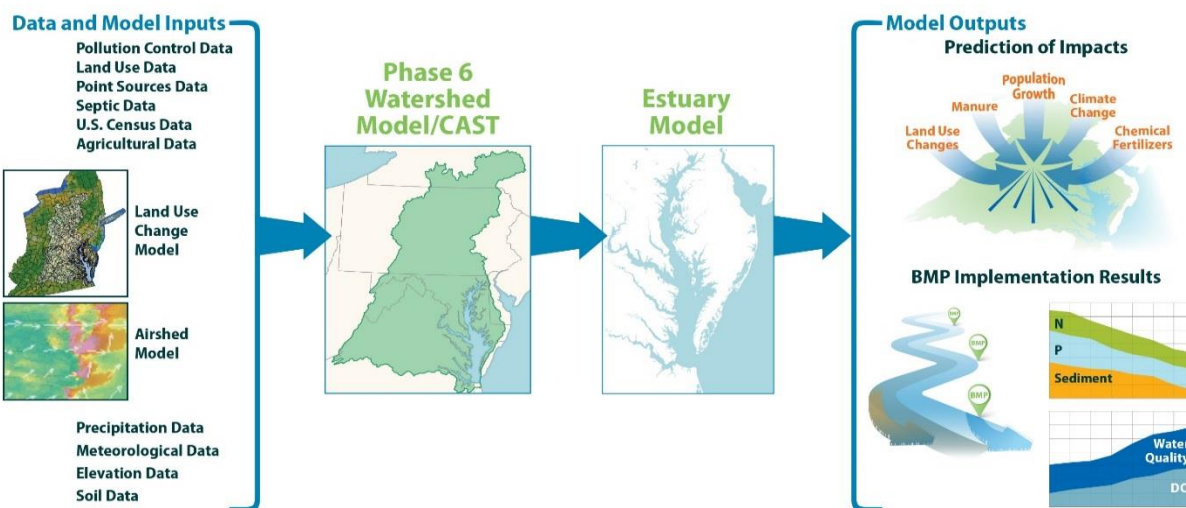 Data and Model Inputs
Pollution Control Data
Land Use Data
Point Sources Data
Septic Data
U.S. Census Data
Agricultural Data
Land Use
Change
Model
Airshed
Model
Precipitation Data
Meteorological Data
Elevation Data
Soil Data
Phase 6
Watershed
Model/CAST
Estuary
Model
Model Outputs
Prediction of Impacts
Population
Growth
Manure
Climate
Change
Land Use
Changes
Chemical
Fertilizers
BMP Implementation Results
BMP
BMP
BMP
N
P
Sediment
Water
Quality
DO